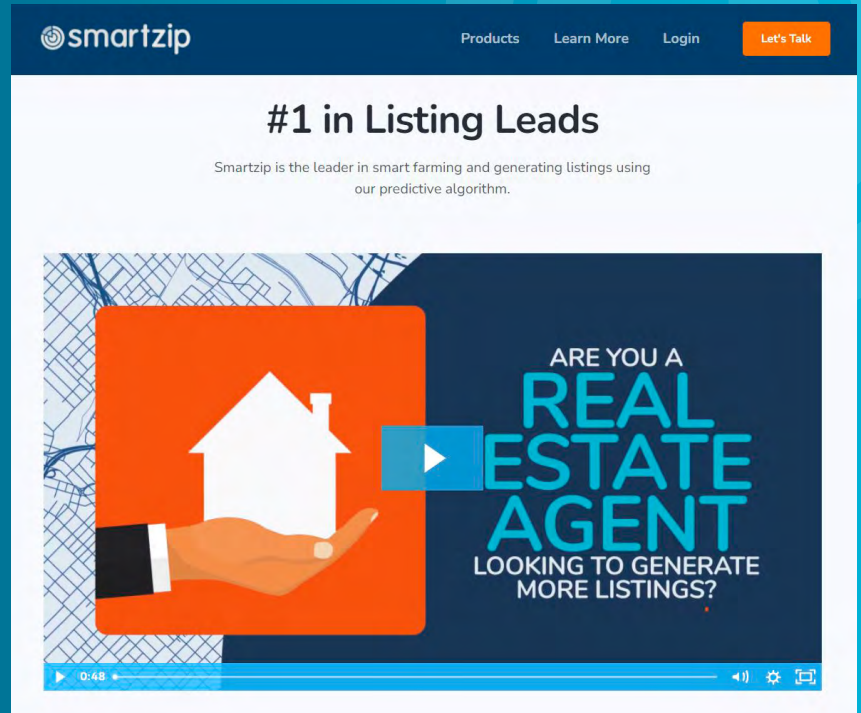 smartzip
Products Learn More Login Let's Talk
#1 in Listing Leads
Smartzip is the leader in smart farming and generating listings using
our predictive algorithm.
ARE YOU A
REAL
ESTATE
AGENT
LOOKING TO GENERATE
MORE LISTINGS?
0:48